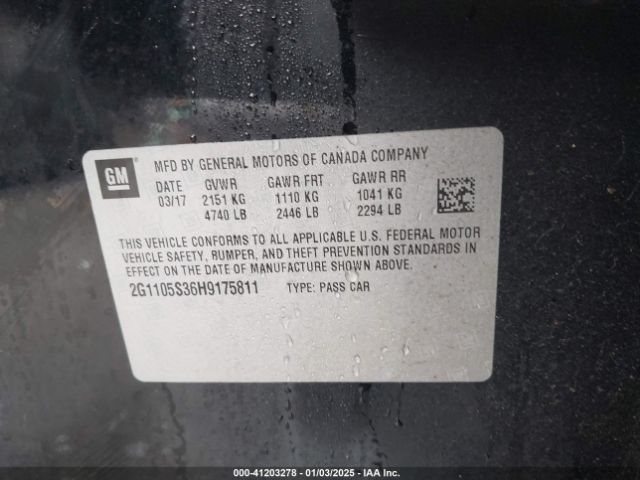 GM
MFD BY GENERAL MOTORS OF CANADA COMPANY
DATE GVWR GAWR FRT GAWR RR
03/17 2151 KG 1110 KG 1041 KG
4740 LB 2446 LB 2294 LB
THIS VEHICLE CONFORMS TO ALL APPLICABLE U.S. FEDERAL MOTOR
VEHICLE SAFETY, BUMPER, AND THEFT PREVENTION STANDARDS IN
EFFECT ON THE DATE OF MANUFACTURE SHOWN ABOVE.
2G1105S36H9175811 TYPE: PASS CAR
000-41203278 - 01/03/2025 - IAA Inc.